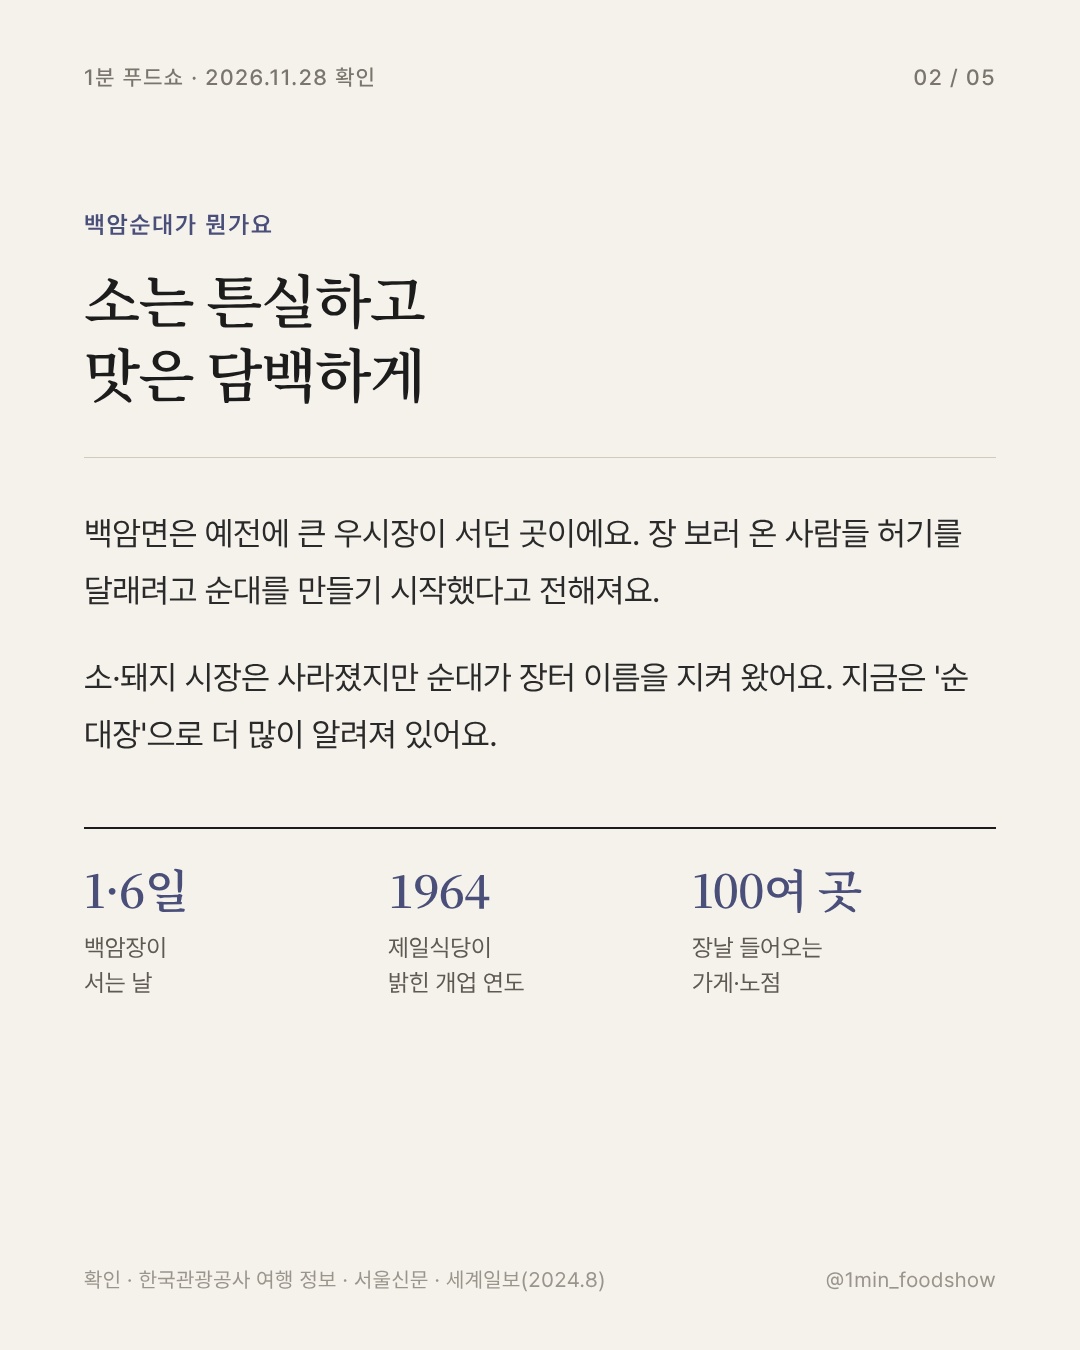 1분 푸드쇼 · 2026.11.28 확인
02 / 05
백암순대가 뭔가요
소는 튼실하고
맛은 담백하게
백암면은 예전에 큰 우시장이 서던 곳이에요. 장 보러 온 사람들 허기를
달래려고 순대를 만들기 시작했다고 전해져요.
소·돼지 시장은 사라졌지만 순대가 장터 이름을 지켜 왔어요. 지금은 '순
대장'으로 더 많이 알려져 있어요.
1·6일
백암장이
서는 날
1964
제일식당이
밝힌 개업 연도
100여 곳
장날 들어오는
가게·노점
확인 · 한국관광공사 여행 정보 · 서울신문 · 세계일보(2024.8)
@1min_foodshow